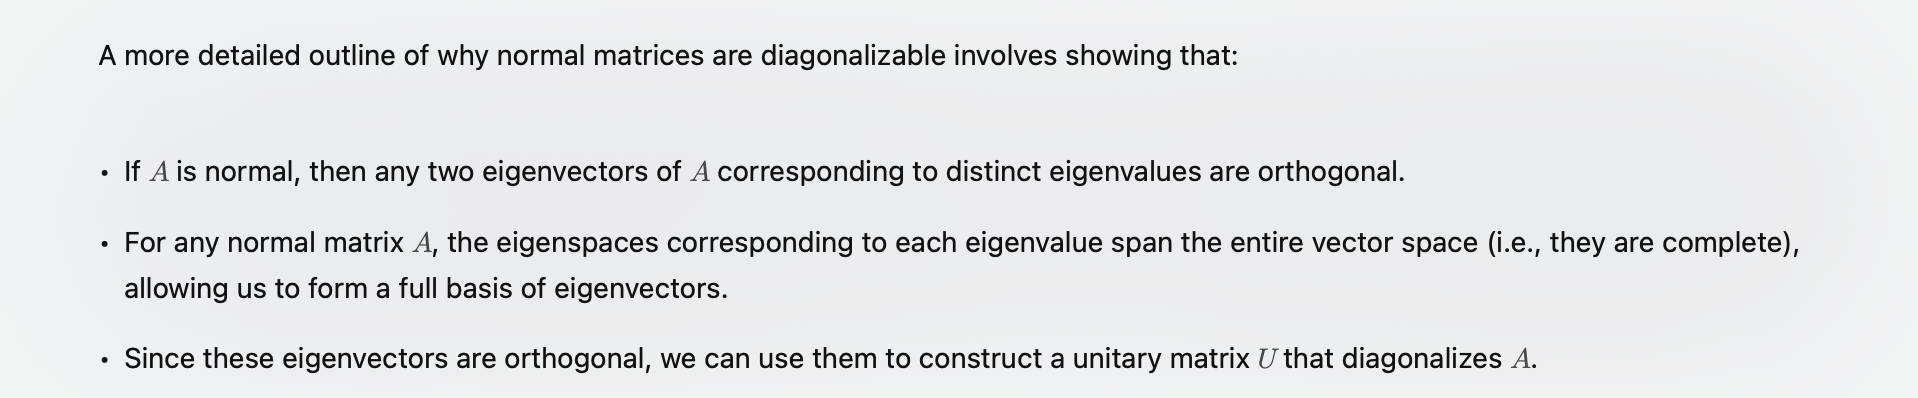 A more detailed outline of why normal matrices are diagonalizable involves showing that:
• If A is normal, then any two eigenvectors of A corresponding to distinct eigenvalues are orthogonal.
• For any normal matrix A, the eigenspaces corresponding to each eigenvalue span the entire vector space (i.e., they are complete),
allowing us to form a full basis of eigenvectors.
• Since these eigenvectors are orthogonal, we can use them to construct a unitary matrix U that diagonalizes A.